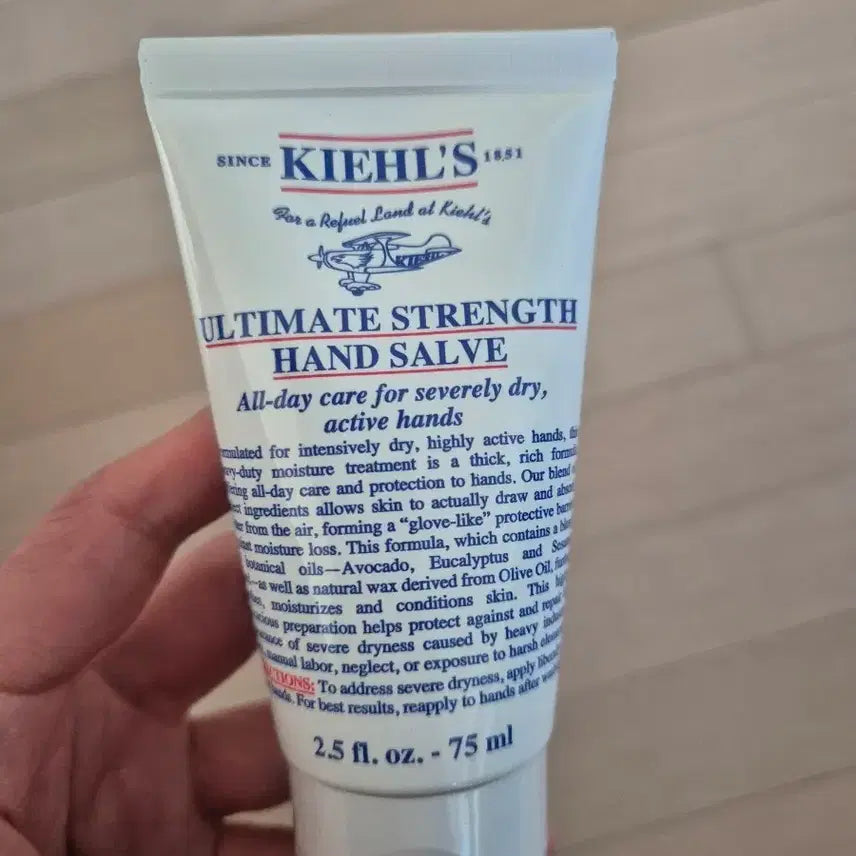 SINCE KIEHL'S 1851
For a Refuel Land at Kiehl's
KIEHL'S
ULTIMATE STRENGTH
HAND SALVE
All-day care for severely dry,
active hands
for intensively dry, highly active hands,
moisture treatment is a thick, rich
all-day care and protection to hands. Our blend
ingredients allows skin to actually draw and
from the air, forming a “glove-like” protective
moisture loss. This formula, which contains a
botanical oils—Avocado, Eucalyptus and
—as well as natural wax derived from Olive Oil,
moisturizes and conditions skin. This
preparation helps protect against and
of severe dryness caused by heavy
manual labor, neglect, or exposure to harsh
To address severe dryness, apply
For best results, reapply to hands after
2.5 fl. oz. - 75 ml